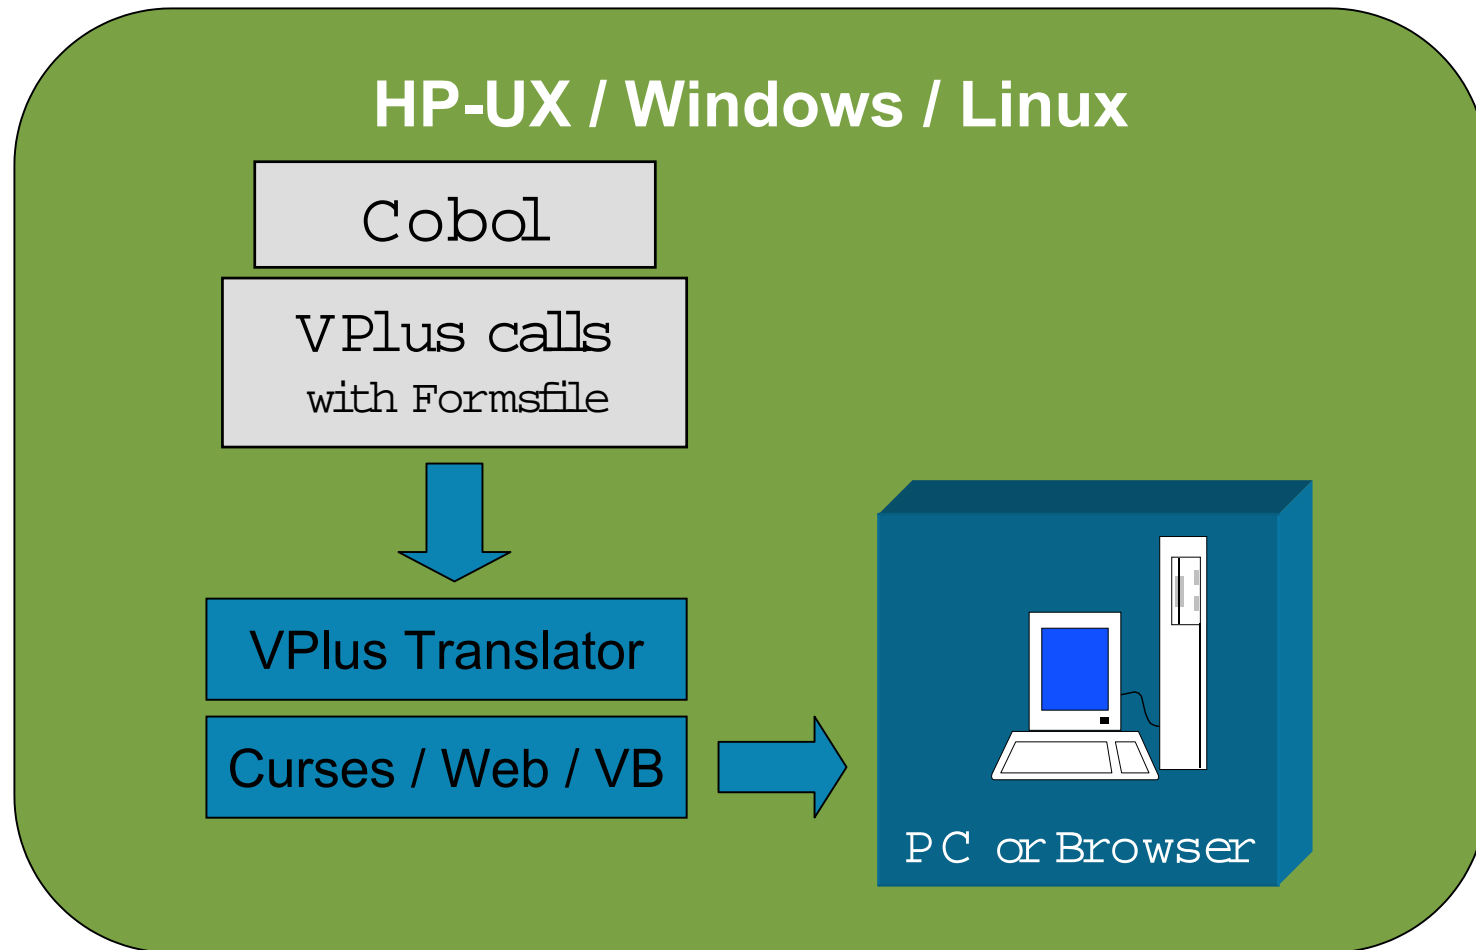 HP-UX / Windows / Linux
Cobol
VPlus calls
with Formsfile
VPlus Translator
Curses / Web / VB
PC or Browser